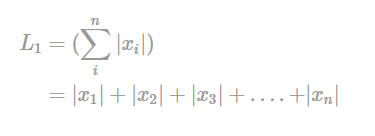 L₁ = (∑ᵢⁿ |xᵢ|)
= |x₁| + |x₂| + |x₃| + .... +|xₙ|